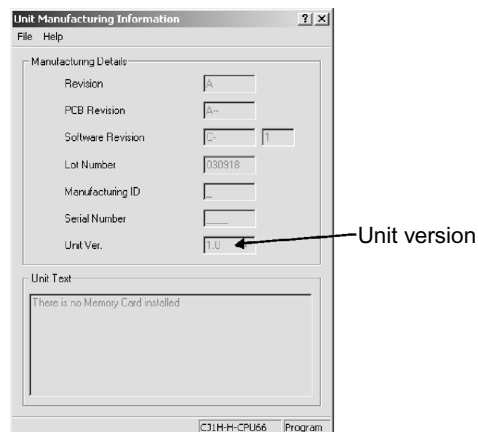 Unit Manufacturing Information
File Help
Manufacturing Details
Revision A
PCB Revision A--
Software Revision C- 1
Lot Number 030918
Manufacturing ID _
Serial Number ____
Unit Ver. 1.0
Unit version
Unit Text
There is no Memory Card installed
CJ1H-H-CPU66 Program